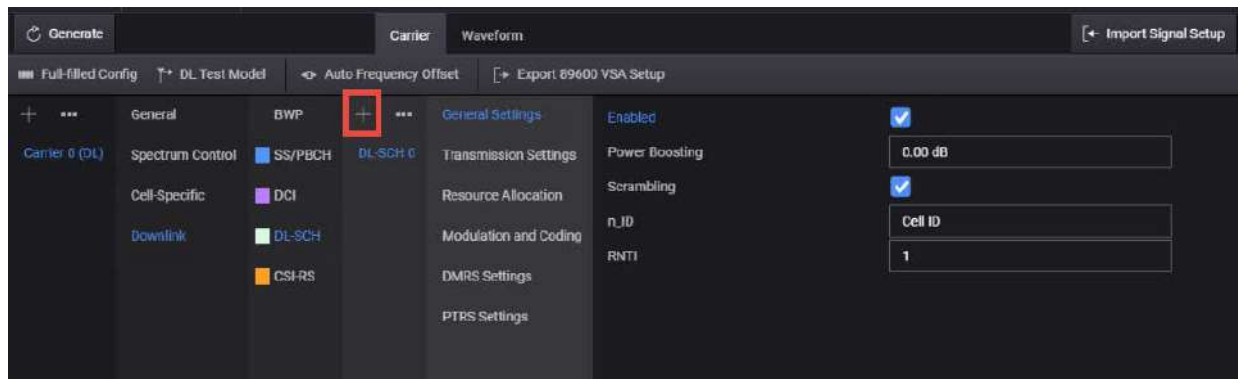 Generate
Carrier Waveform
Import Signal Setup
Full-filled Config DL Test Model Auto Frequency Offset Export 89600 VSA Setup
General BWP General Settings Enabled
Carrier 0 (DL) Spectrum Control SS/PBCH DL-SCH 0 Transmission Settings Power Boosting 0.00 dB
Cell-Specific DCI Resource Allocation Scrambling
Downlink DL-SCH Modulation and Coding n_ID Cell ID
CSI-RS DMRS Settings RNTI 1
PTRS Settings